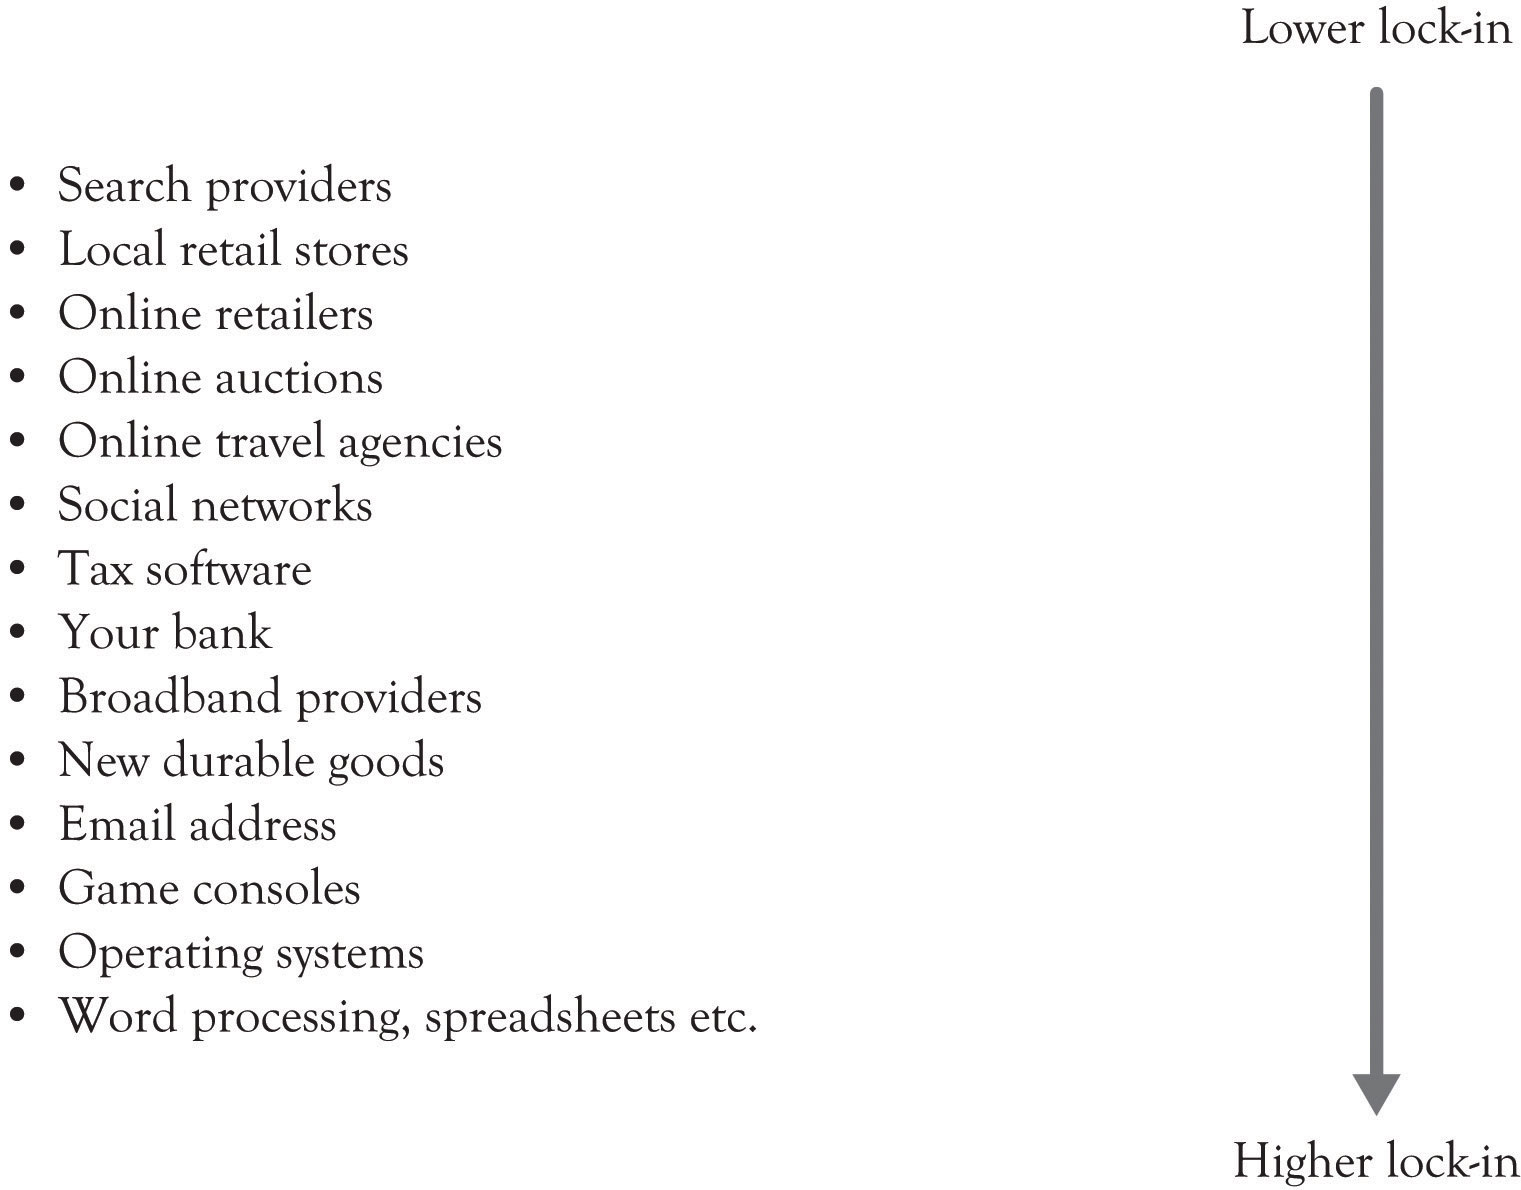 Lower lock-in
• Search providers
• Local retail stores
• Online retailers
• Online auctions
• Online travel agencies
• Social networks
• Tax software
• Your bank
• Broadband providers
• New durable goods
• Email address
• Game consoles
• Operating systems
• Word processing, spreadsheets etc.
Higher lock-in